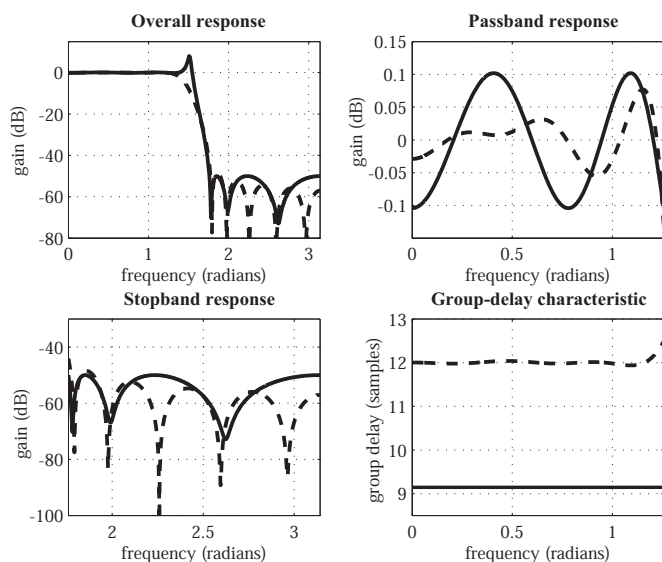 Overall response
0
-20
-40
-60
-80
gain (dB)
0
1
2
3
frequency (radians)
Passband response
0.15
0.1
0.05
0
-0.05
-0.1
gain (dB)
0
0.5
1
frequency (radians)
Stopband response
-40
-60
-80
-100
gain (dB)
2
2.5
3
frequency (radians)
Group-delay characteristic
13
12
11
10
9
group delay (samples)
0
0.5
1
frequency (radians)